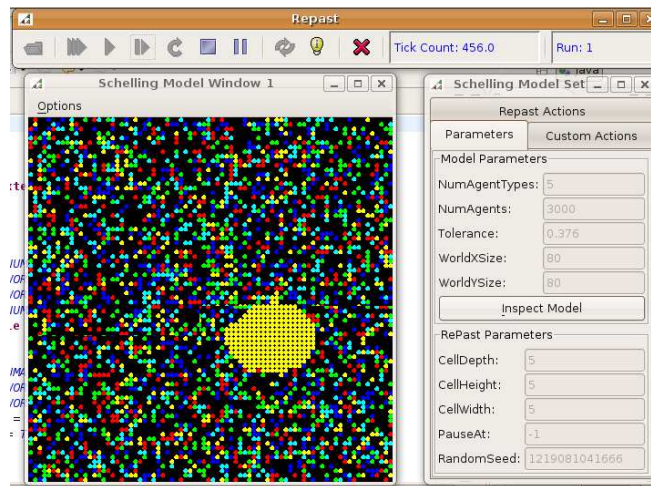 Repast
Tick Count: 456.0
Run: 1
Schelling Model Window 1
Options
Schelling Model Set
Repast Actions
Parameters
Custom Actions
Model Parameters
NumAgentTypes: 5
NumAgents: 3000
Tolerance: 0.376
WorldXSize: 80
WorldYSize: 80
Inspect Model
RePast Parameters
CellDepth: 5
CellHeight: 5
CellWidth: 5
PauseAt: -1
RandomSeed: 1219081041666